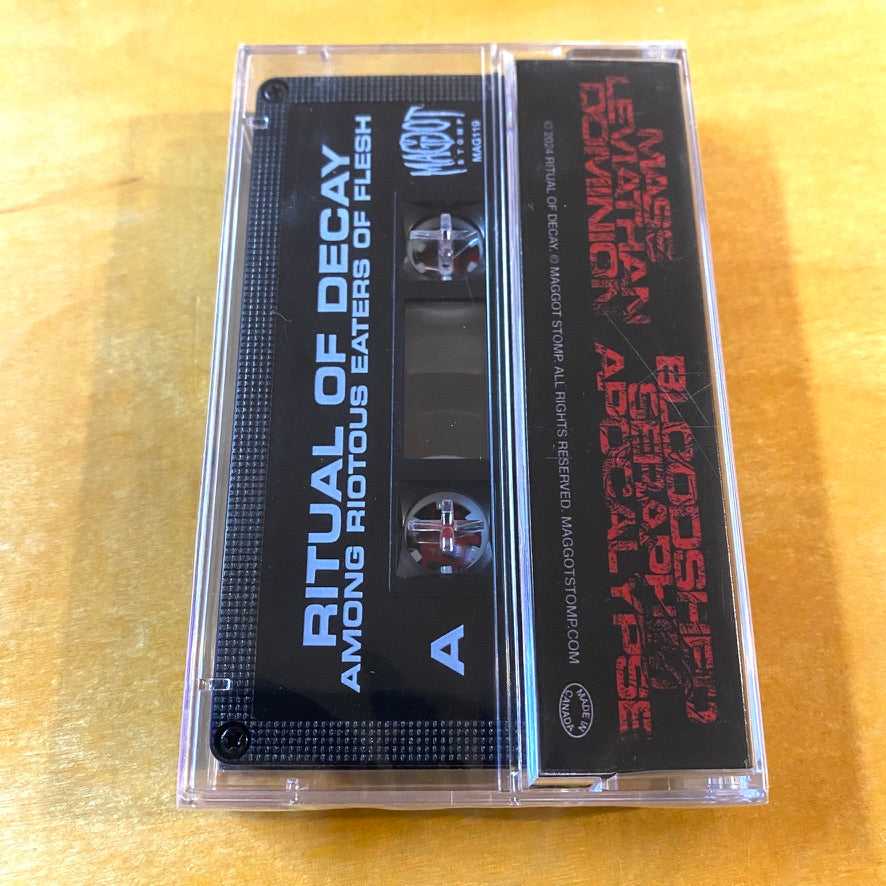 RITUAL OF DECAY
AMONG RIOTOUS EATERS OF FLESH
A
MAGGOT
STOMP
MAG119
MASS
LEVIATHAN
DOMINION
BLOODSHED
APOCALYPSE
© 2024 RITUAL OF DECAY. © MAGGOT STOMP. ALL RIGHTS RESERVED. MAGGOTSTOMP.COM
MADE IN
CANADA